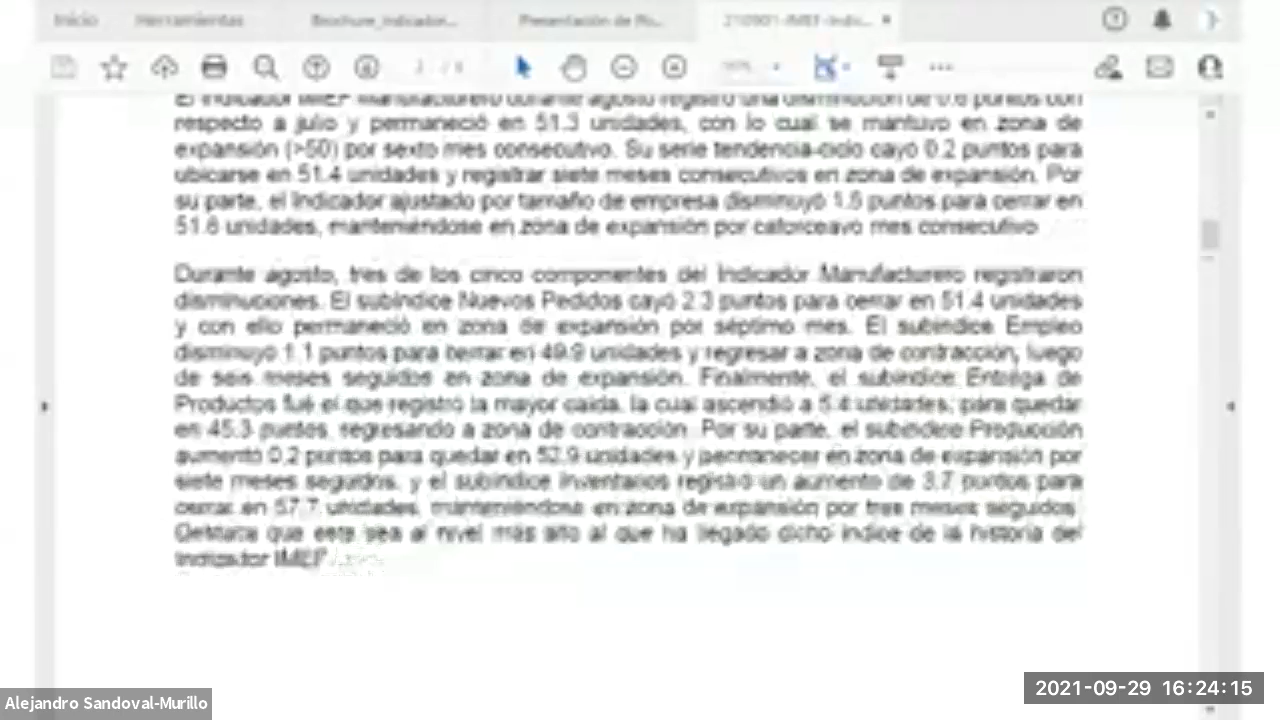 Inicio Herramientas Brochure_Indicador... Presentación de Ro... 210901-IMEF-Indic...
El Indicador IMEF Manufacturero durante agosto registró una disminución de 0.6 puntos con
respecto a julio y permaneció en 51.3 unidades, con lo cual se mantuvo en zona de
expansión (>50) por sexto mes consecutivo. Su serie tendencia-ciclo cayó 0.2 puntos para
ubicarse en 51.4 unidades y registrar siete meses consecutivos en zona de expansión. Por
su parte, el Indicador ajustado por tamaño de empresa disminuyó 1.5 puntos para cerrar en
51.6 unidades, manteniéndose en zona de expansión por catorceavo mes consecutivo
Durante agosto, tres de los cinco componentes del Indicador Manufacturero registraron
disminuciones. El subíndice Nuevos Pedidos cayó 2.3 puntos para cerrar en 51.4 unidades
y con ello permaneció en zona de expansión por séptimo mes. El subíndice Empleo
disminuyó 1.1 puntos para cerrar en 49.9 unidades y regresar a zona de contracción, luego
de seis meses seguidos en zona de expansión. Finalmente, el subíndice Entrega de
Productos fué el que registró la mayor caída, la cual ascendió a 5.4 unidades, para quedar
en 45.3 puntos, regresando a zona de contracción. Por su parte, el subíndice Producción
aumentó 0.2 puntos para quedar en 52.9 unidades y permanecer en zona de expansión por
siete meses seguidos, y el subíndice Inventarios registró un aumento de 3.7 puntos para
cerrar en 57.7 unidades, manteniéndose en zona de expansión por tres meses seguidos.
que este sea el nivel más alto al que ha llegado dicho índice de la historia del
Indicador IMEF
Alejandro Sandoval-Murillo
2021-09-29 16:24:15